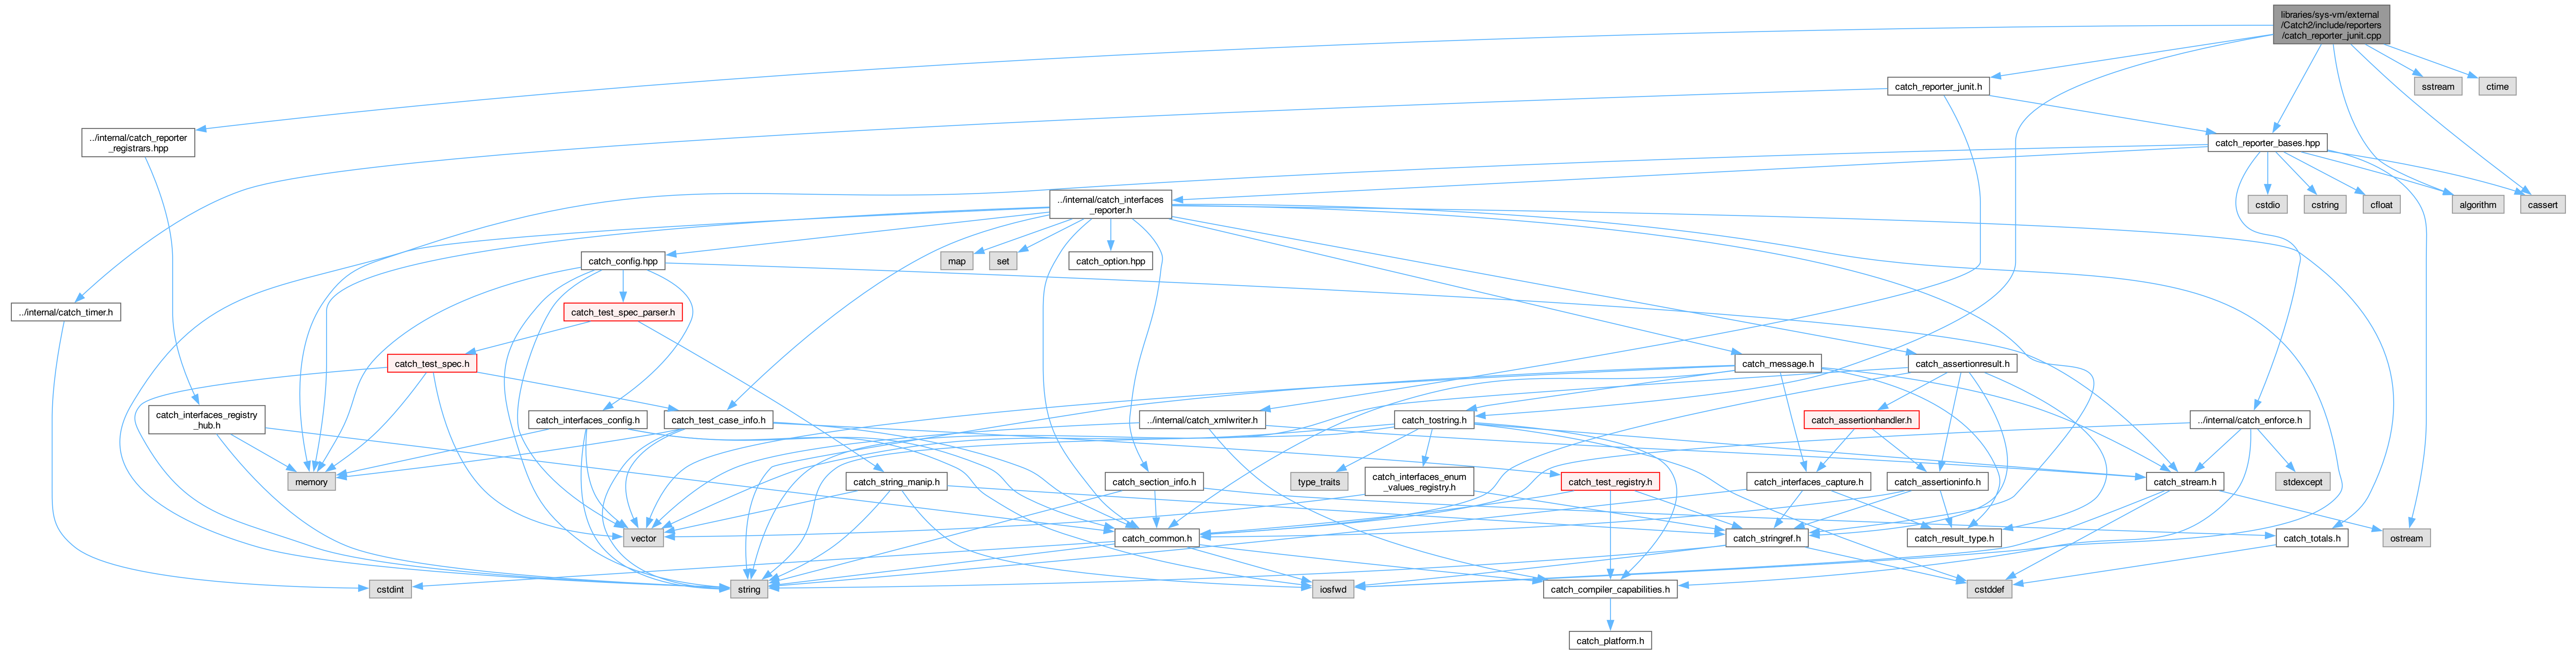 libraries/sys-vm/external
/Catch2/include/reporters
/catch_reporter_junit.cpp
catch_reporter_junit.h
sstream
ctime
../internal/catch_reporter
_registrars.hpp
catch_reporter_bases.hpp
../internal/catch_interfaces
_reporter.h
cstdio
cstring
cfloat
algorithm
cassert
catch_config.hpp
map
set
catch_option.hpp
../internal/catch_timer.h
catch_test_spec_parser.h
catch_test_spec.h
catch_message.h
catch_assertionresult.h
catch_interfaces_registry
_hub.h
catch_interfaces_config.h
catch_test_case_info.h
../internal/catch_xmlwriter.h
catch_tostring.h
catch_assertionhandler.h
../internal/catch_enforce.h
memory
catch_string_manip.h
catch_section_info.h
type_traits
catch_interfaces_enum
_values_registry.h
catch_test_registry.h
catch_interfaces_capture.h
catch_assertioninfo.h
catch_stream.h
stdexcept
vector
catch_common.h
catch_stringref.h
catch_result_type.h
catch_totals.h
ostream
cstdint
string
iosfwd
catch_compiler_capabilities.h
cstddef
catch_platform.h